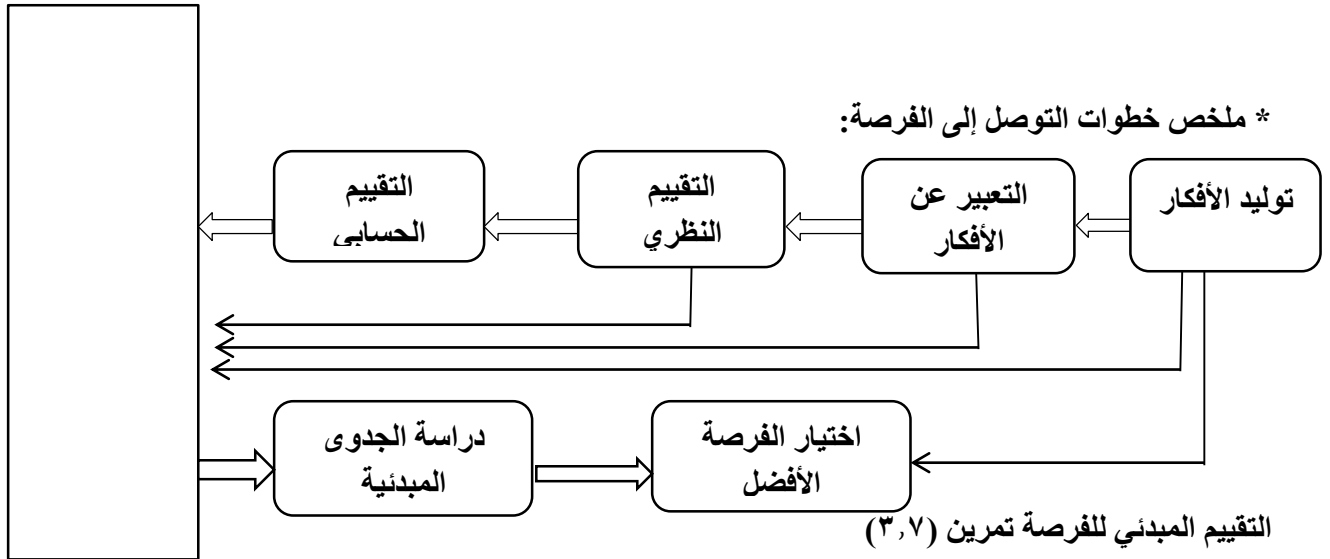 * ملخص خطوات التوصل إلى الفرصة:
توليد الأفكار
التعبير عن
الأفكار
التقييم
النظري
التقييم
الحسابي
دراسة الجدوى
المبدئية
اختيار الفرصة
الأفضل
التقييم المبدئي للفرصة تمرين (٣,٧)